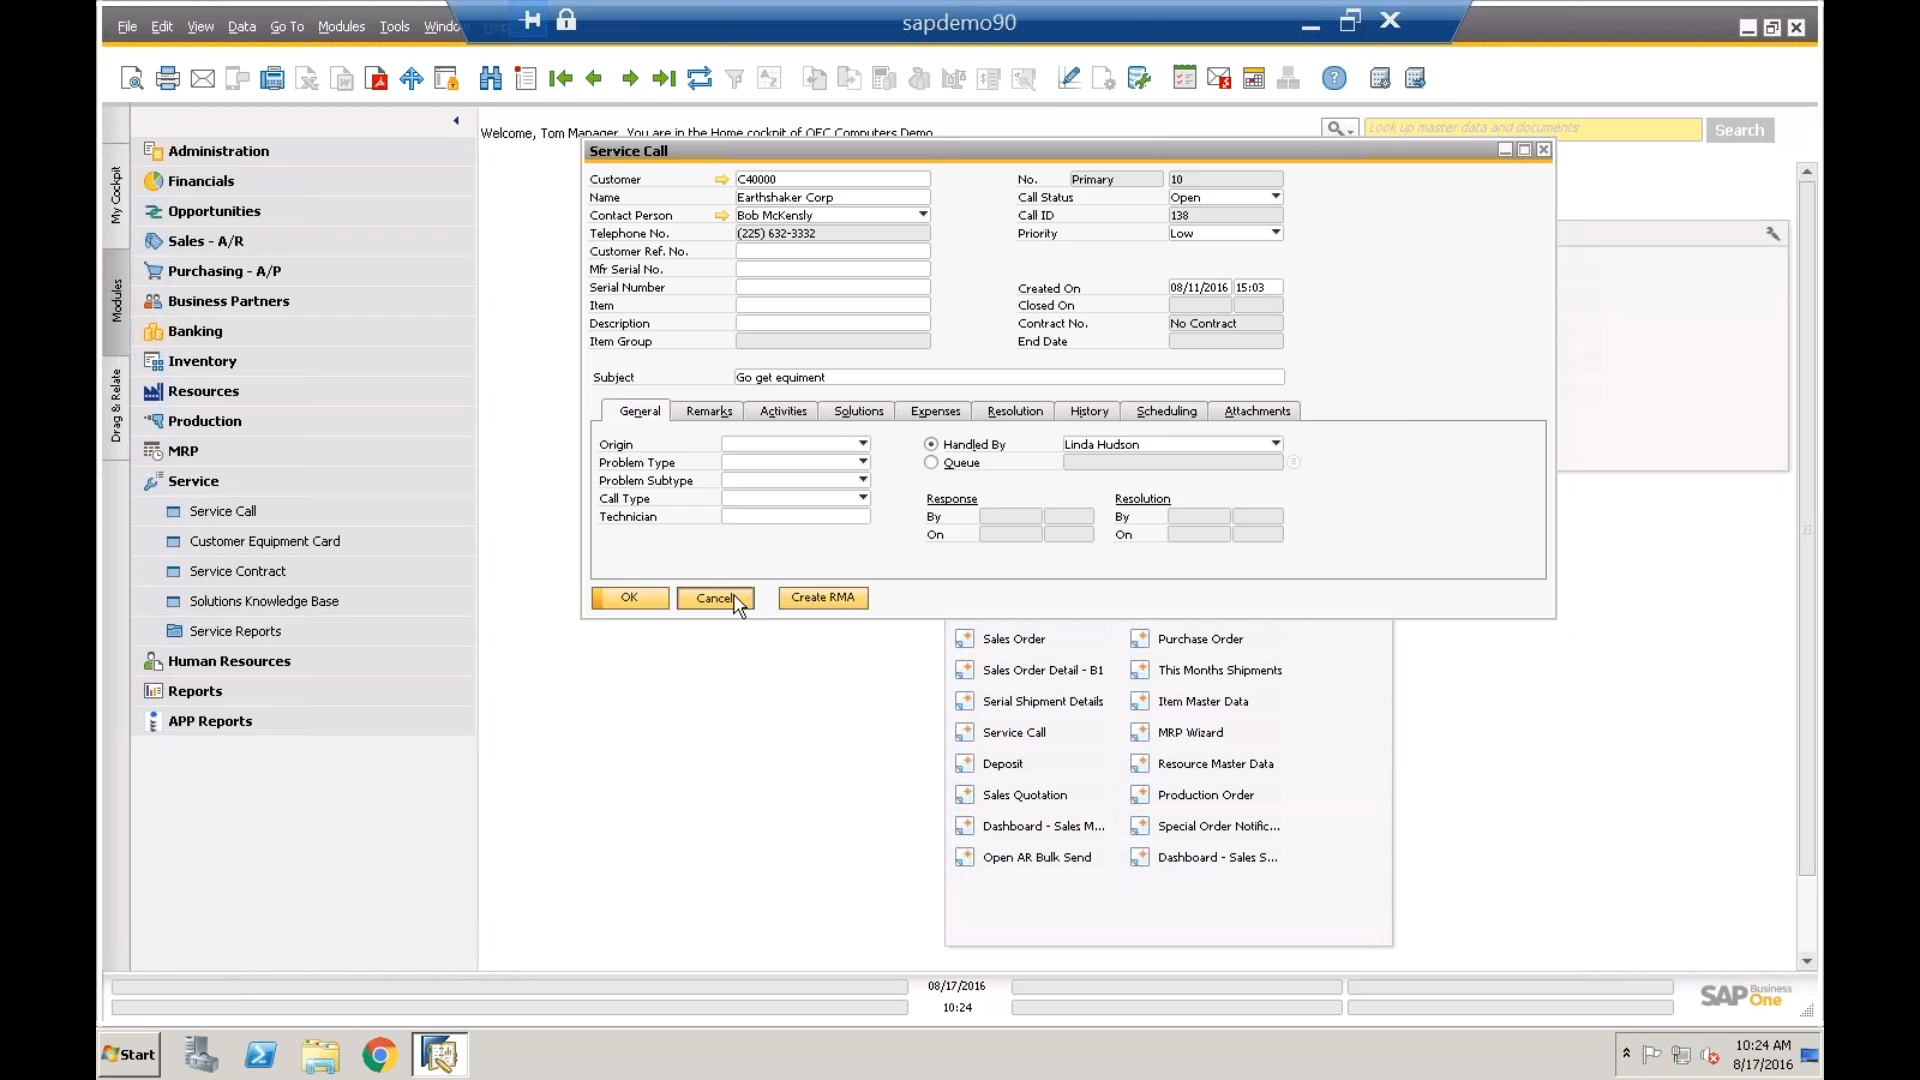 sapdemo90
File Edit View Data Go To Modules Tools Window
Welcome, Tom Manager. You are in the Home cockpit of OEC Computers Demo
Look up master data and documents
Search
My Cockpit
Modules
Drag & Relate
Administration
Financials
Opportunities
Sales - A/R
Purchasing - A/P
Business Partners
Banking
Inventory
Resources
Production
MRP
Service
Service Call
Customer Equipment Card
Service Contract
Solutions Knowledge Base
Service Reports
Human Resources
Reports
APP Reports
Service Call
Customer C40000
Name Earthshaker Corp
Contact Person Bob McKensly
Telephone No. (225) 632-3332
Customer Ref. No.
Mfr Serial No.
Serial Number
Item
Description
Item Group
No. Primary 10
Call Status Open
Call ID 138
Priority Low
Created On 08/11/2016 15:03
Closed On
Contract No. No Contract
End Date
Subject Go get equiment
General Remarks Activities Solutions Expenses Resolution History Scheduling Attachments
Origin
Problem Type
Problem Subtype
Call Type
Technician
Handled By Linda Hudson
Queue
Response Resolution
By By
On On
OK Cancel Create RMA
Sales Order Purchase Order
Sales Order Detail - B1 This Months Shipments
Serial Shipment Details Item Master Data
Service Call MRP Wizard
Deposit Resource Master Data
Sales Quotation Production Order
Dashboard - Sales M... Special Order Notific...
Open AR Bulk Send Dashboard - Sales S...
08/17/2016
10:24
SAP Business One
Start
10:24 AM
8/17/2016